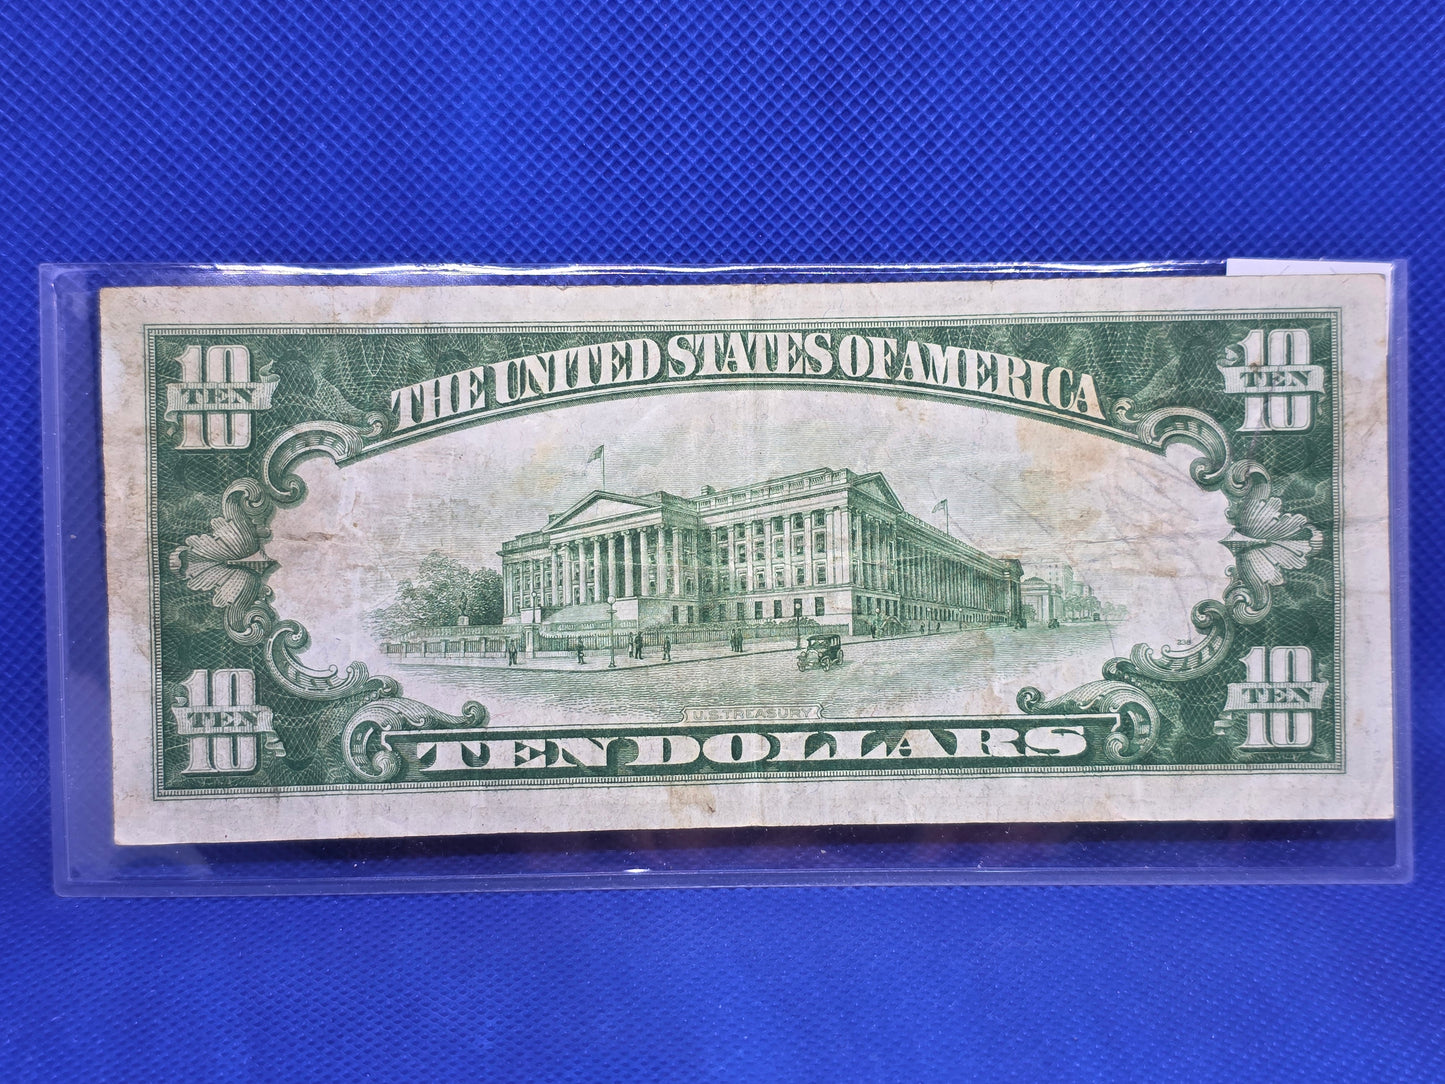 10 TEN 10
THE UNITED STATES OF AMERICA
10 TEN 10
10 TEN 10
U.S. TREASURY
TEN DOLLARS
10 TEN 10